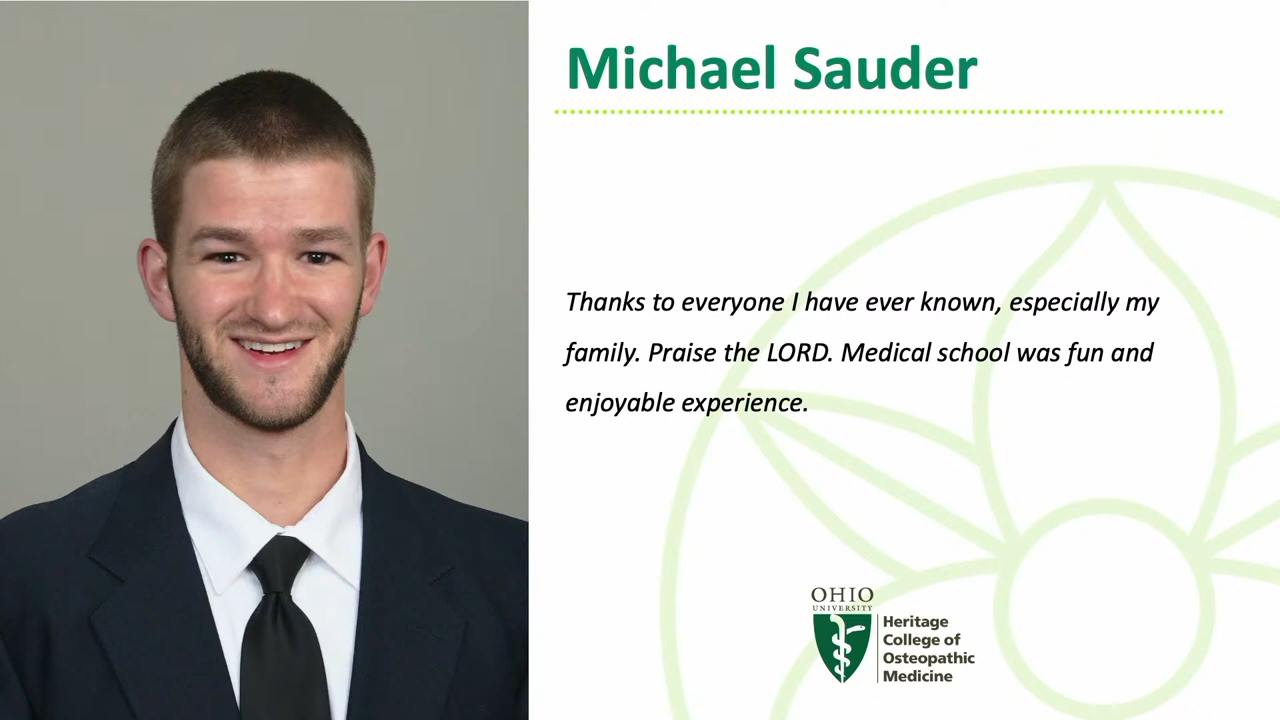 Michael Sauder
Thanks to everyone I have ever known, especially my
family. Praise the LORD. Medical school was fun and
enjoyable experience.
OHIO
UNIVERSITY
Heritage
College of
Osteopathic
Medicine